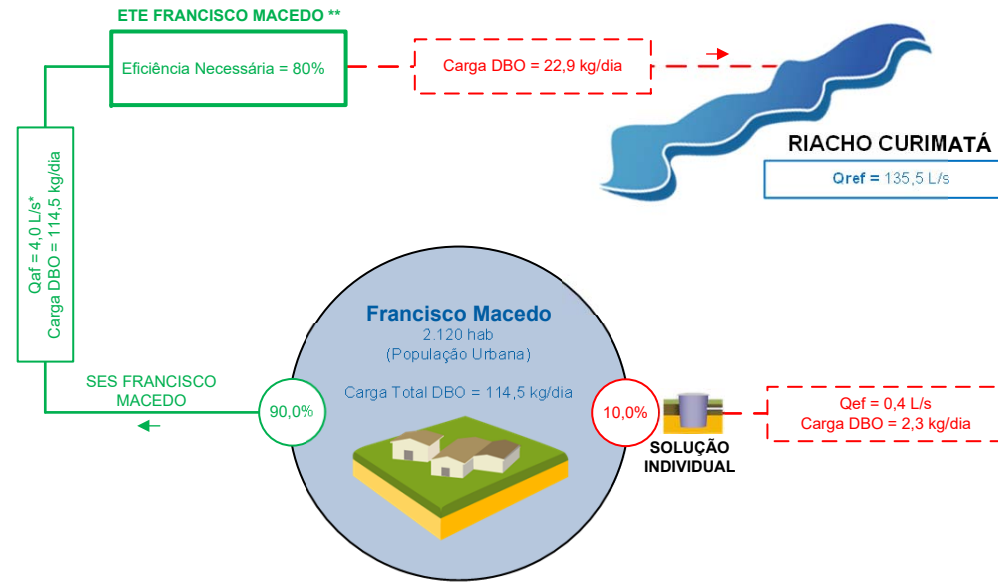 ETE FRANCISCO MACEDO **
Eficiência Necessária = 80%
Carga DBO = 22,9 kg/dia
RIACHO CURIMATÁ
Qref = 135,5 L/s
Qaf = 4,0 L/s*
Carga DBO = 114,5 kg/dia
Francisco Macedo
2.120 hab
(População Urbana)
Carga Total DBO = 114,5 kg/dia
SES FRANCISCO
MACEDO
90,0%
10,0%
SOLUÇÃO
INDIVIDUAL
Qef = 0,4 L/s
Carga DBO = 2,3 kg/dia